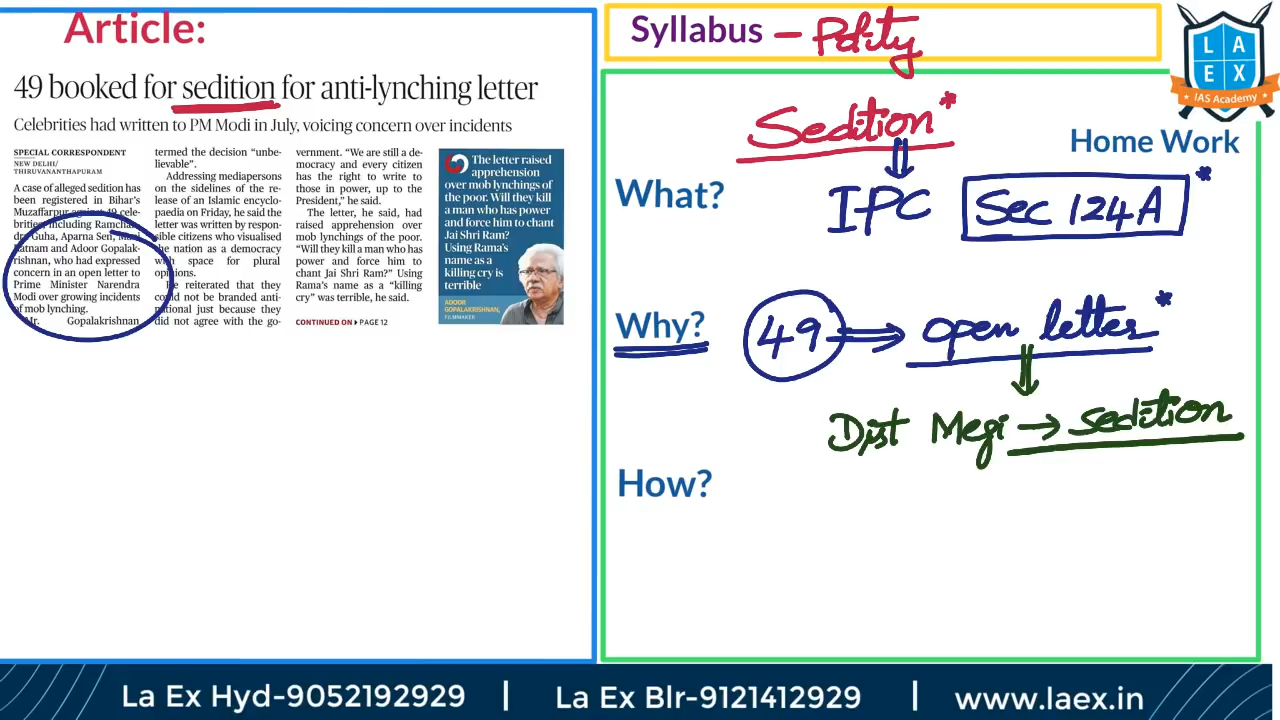 Article:
49 booked for sedition for anti-lynching letter
Celebrities had written to PM Modi in July, voicing concern over incidents
SPECIAL CORRESPONDENT
NEW DELHI/
THIRUVANANTHAPURAM
A case of alleged sedition has
been registered in Bihar's
Muzaffarpur against 49 cele-
brities including Ramchan-
dra Guha, Aparna Sen, Mani
Ratnam and Adoor Gopalak-
rishnan, who had expressed
concern in an open letter to
Prime Minister Narendra
Modi over growing incidents
of mob lynching.
Mr. Gopalakrishnan
termed the decision "unbe-
lievable".
Addressing mediapersons
on the sidelines of the re-
lease of an Islamic encyclo-
paedia on Friday, he said the
letter was written by respon-
sible citizens who visualised
the nation as a democracy
with space for plural
opinions.
He reiterated that they
could not be branded anti-
national just because they
did not agree with the go-
vernment. "We are still a de-
mocracy and every citizen
has the right to write to
those in power, up to the
President," he said.
The letter, he said, had
raised apprehension over
mob lynchings of the poor.
"Will they kill a man who has
power and force him to
chant Jai Shri Ram?" Using
Rama's name as a "killing
cry" was terrible, he said.
CONTINUED ON ▶ PAGE 12
The letter raised
apprehension
over mob lynchings of
the poor. Will they kill
a man who has power
and force him to chant
Jai Shri Ram?
Using Rama's
name as a
killing cry is
terrible
ADOOR
GOPALAKRISHNAN,
FILMMAKER
Syllabus - Polity
LA
EX
IAS Academy
Sedition*
Home Work
What?
IPC Sec 124A*
Why?
49 ⇒ open letter*
Dist Megi → sedition
How?
La Ex Hyd-9052192929 | La Ex Blr-9121412929 | www.laex.in